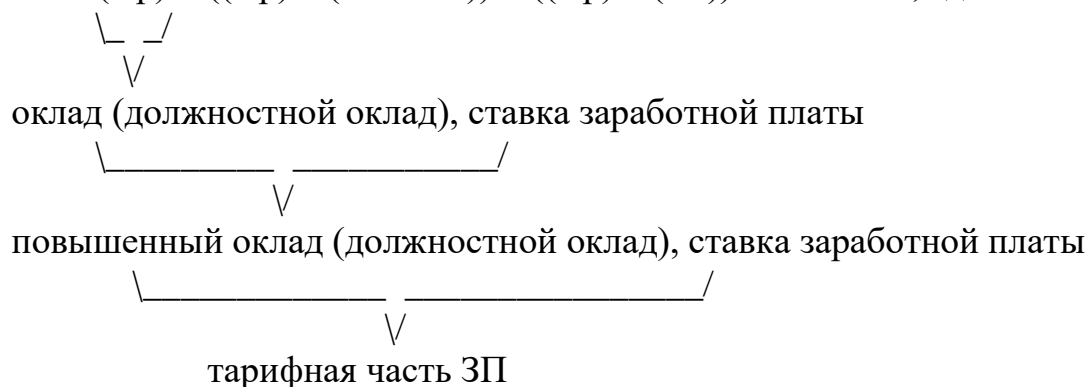 оклад (должностной оклад), ставка заработной платы
повышенный оклад (должностной оклад), ставка заработной платы
тарифная часть ЗП